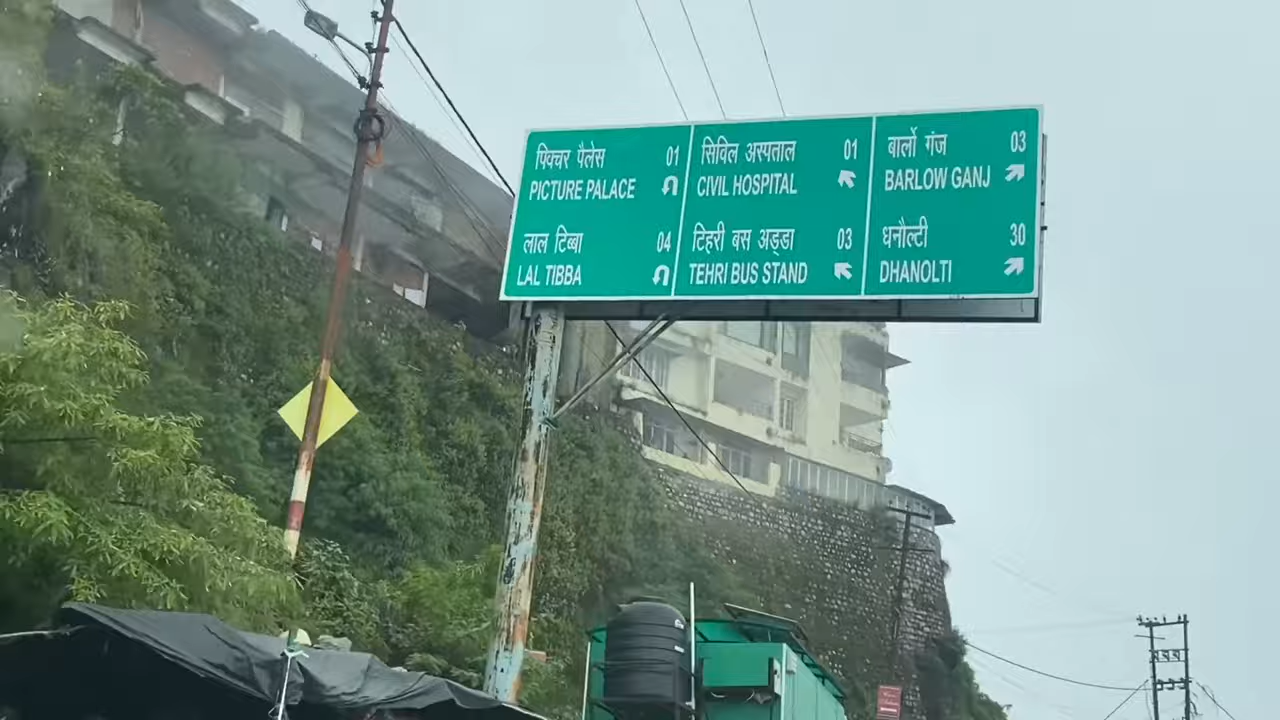 पिक्चर पैलेस 01
PICTURE PALACE
लाल टिब्बा 04
LAL TIBBA
सिविल अस्पताल 01
CIVIL HOSPITAL
टिहरी बस अड्डा 03
TEHRI BUS STAND
बार्लो गंज 03
BARLOW GANJ
धनौल्टी 30
DHANOLTI